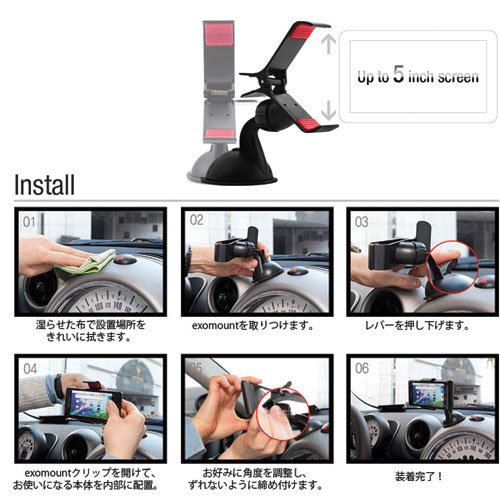 Up to 5 inch screen
Install
01
02
03
湿らせた布で設置場所を
きれいに拭きます。
exomountを取りつけます。
レバーを押し下げます。
04
05
06
exomountクリップを開けて、
お使いになる本体を内部に配置。
お好みに角度を調整し、
ずれないように締め付けます。
装着完了！